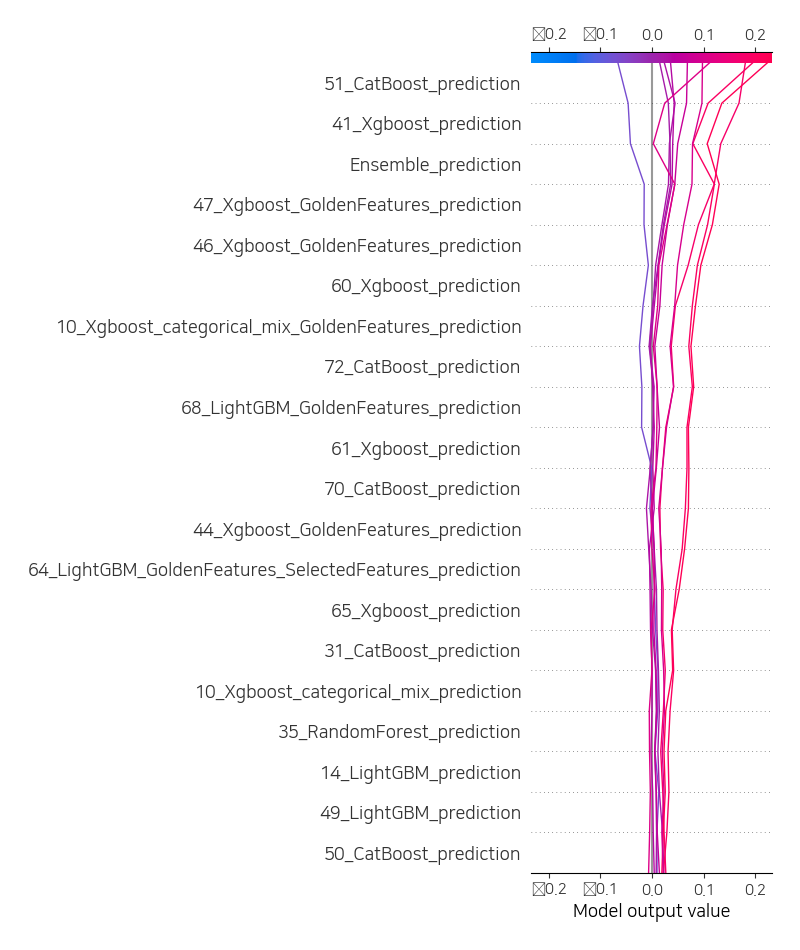 0.2 0.1 0.0 0.1 0.2
51_CatBoost_prediction
41_Xgboost_prediction
Ensemble_prediction
47_Xgboost_GoldenFeatures_prediction
46_Xgboost_GoldenFeatures_prediction
60_Xgboost_prediction
10_Xgboost_categorical_mix_GoldenFeatures_prediction
72_CatBoost_prediction
68_LightGBM_GoldenFeatures_prediction
61_Xgboost_prediction
70_CatBoost_prediction
44_Xgboost_GoldenFeatures_prediction
64_LightGBM_GoldenFeatures_SelectedFeatures_prediction
65_Xgboost_prediction
31_CatBoost_prediction
10_Xgboost_categorical_mix_prediction
35_RandomForest_prediction
14_LightGBM_prediction
49_LightGBM_prediction
50_CatBoost_prediction
0.2 0.1 0.0 0.1 0.2
Model output value